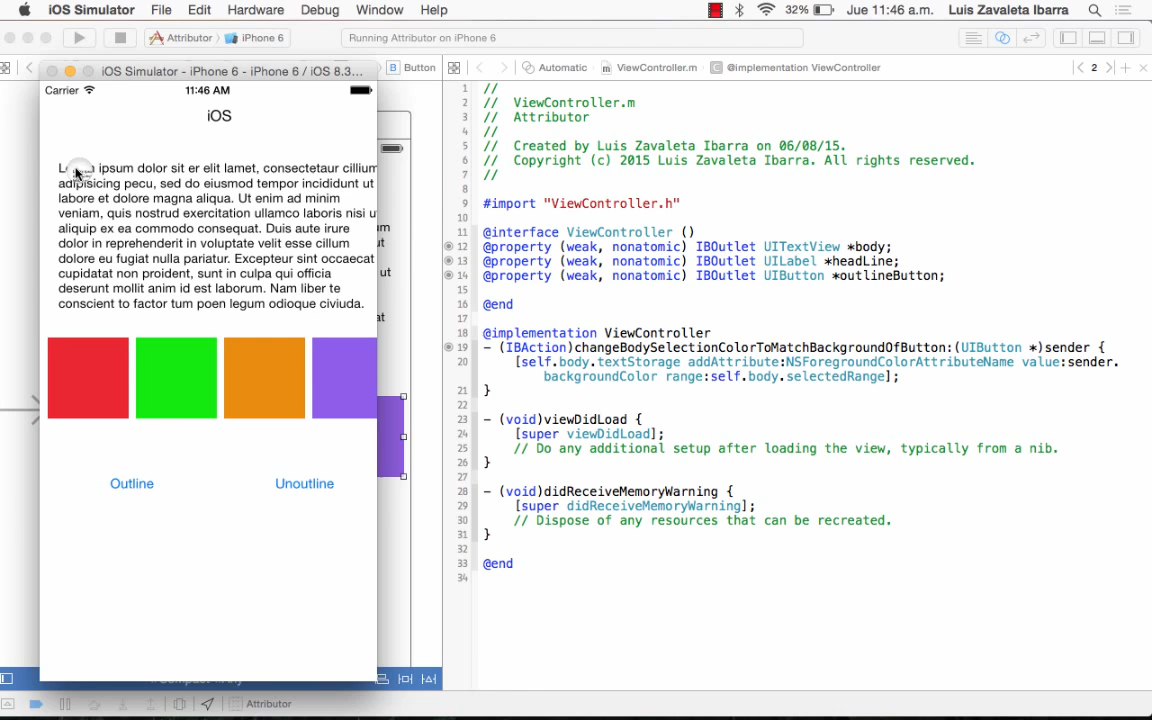 iOS Simulator File Edit Hardware Debug Window Help 32% Jue 11:46 a.m. Luis Zavaleta Ibarra
Attributor iPhone 6 Running Attributor on iPhone 6
iOS Simulator - iPhone 6 - iPhone 6 / iOS 8.3...
Button
Automatic ViewController.m @implementation ViewController 2
Carrier 11:46 AM
iOS
ipsum dolor sit er elit lamet, consectetaur cillium
adipisicing pecu, sed do eiusmod tempor incididunt ut
labore et dolore magna aliqua. Ut enim ad minim
veniam, quis nostrud exercitation ullamco laboris nisi u
aliquip ex ea commodo consequat. Duis aute irure
dolor in reprehenderit in voluptate velit esse cillum
dolore eu fugiat nulla pariatur. Excepteur sint occaecat
cupidatat non proident, sunt in culpa qui officia
deserunt mollit anim id est laborum. Nam liber te
conscient to factor tum poen legum odioque civiuda.
um
ut
ut
at
Outline Unoutline
1 //
2 // ViewController.m
3 // Attributor
4 //
5 // Created by Luis Zavaleta Ibarra on 06/08/15.
6 // Copyright (c) 2015 Luis Zavaleta Ibarra. All rights reserved.
7 //
8
9 #import "ViewController.h"
10
11 @interface ViewController ()
12 @property (weak, nonatomic) IBOutlet UITextView *body;
13 @property (weak, nonatomic) IBOutlet UILabel *headLine;
14 @property (weak, nonatomic) IBOutlet UIButton *outlineButton;
15
16 @end
17
18 @implementation ViewController
19 - (IBAction)changeBodySelectionColorToMatchBackgroundOfButton:(UIButton *)sender {
20 [self.body.textStorage addAttribute:NSForegroundColorAttributeName value:sender.
backgroundColor range:self.body.selectedRange];
21 }
22
23 - (void)viewDidLoad {
24 [super viewDidLoad];
25 // Do any additional setup after loading the view, typically from a nib.
26 }
27
28 - (void)didReceiveMemoryWarning {
29 [super didReceiveMemoryWarning];
30 // Dispose of any resources that can be recreated.
31 }
32
33 @end
34
Attributor